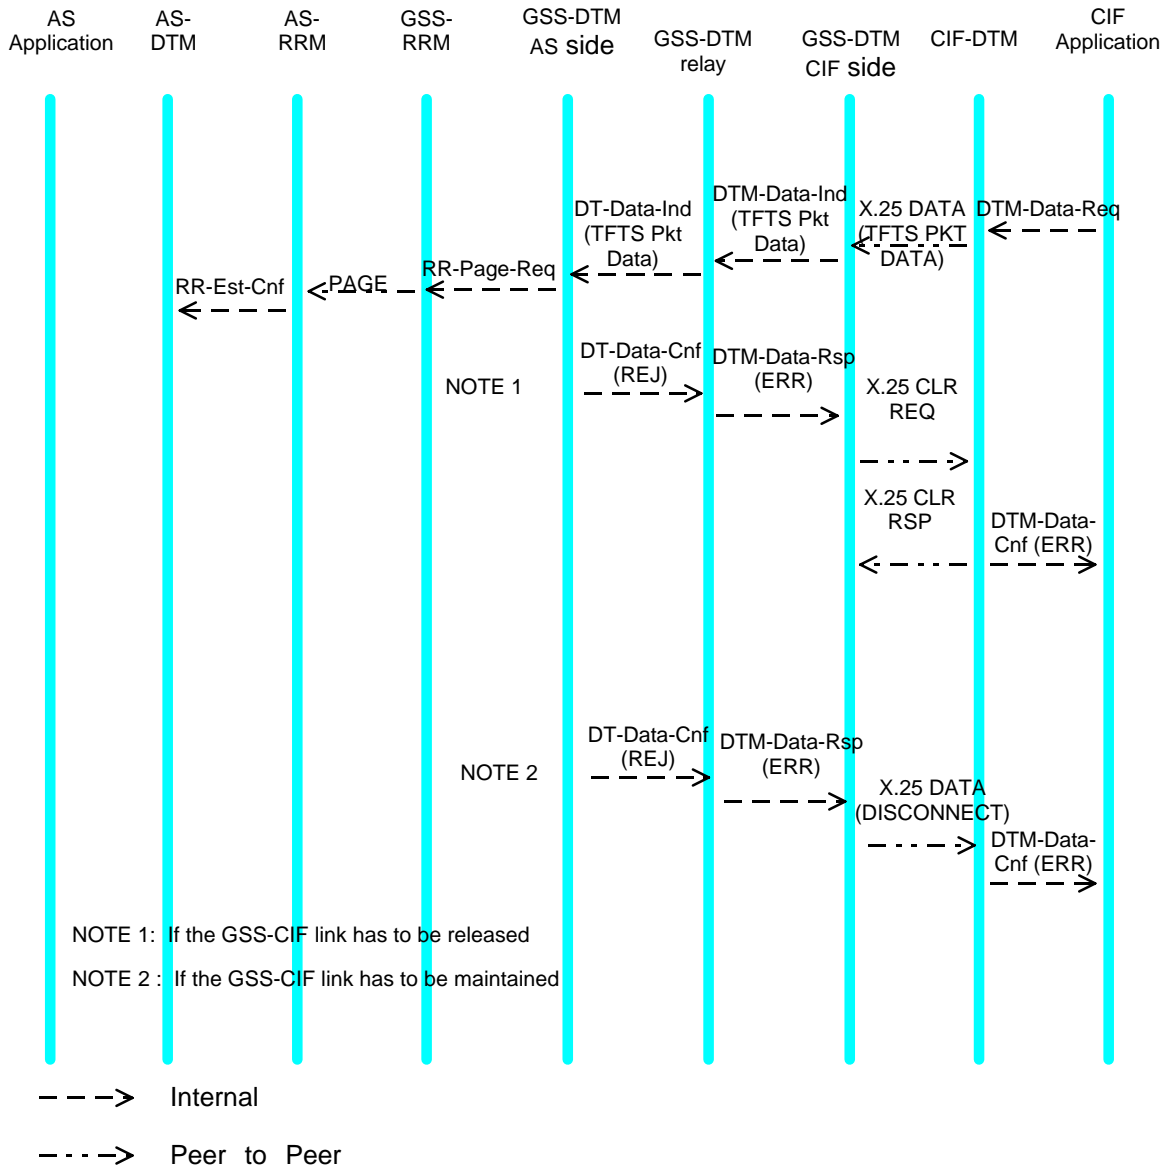 AS
Application
AS-
DTM
AS-
RRM
GSS-
RRM
GSS-DTM
AS side
GSS-DTM
relay
GSS-DTM
CIF side
CIF-DTM
CIF
Application
DT-Data-Ind
(TFTS Pkt
Data)
DTM-Data-Ind
(TFTS Pkt
Data)
X.25 DATA
(TFTS PKT
DATA)
DTM-Data-Req
RR-Est-Cnf
PAGE
RR-Page-Req
NOTE 1
DT-Data-Cnf
(REJ)
DTM-Data-Rsp
(ERR)
X.25 CLR
REQ
X.25 CLR
RSP
DTM-Data-
Cnf (ERR)
NOTE 2
DT-Data-Cnf
(REJ)
DTM-Data-Rsp
(ERR)
X.25 DATA
(DISCONNECT)
DTM-Data-
Cnf (ERR)
NOTE 1: If the GSS-CIF link has to be released
NOTE 2 : If the GSS-CIF link has to be maintained
Internal
Peer to Peer